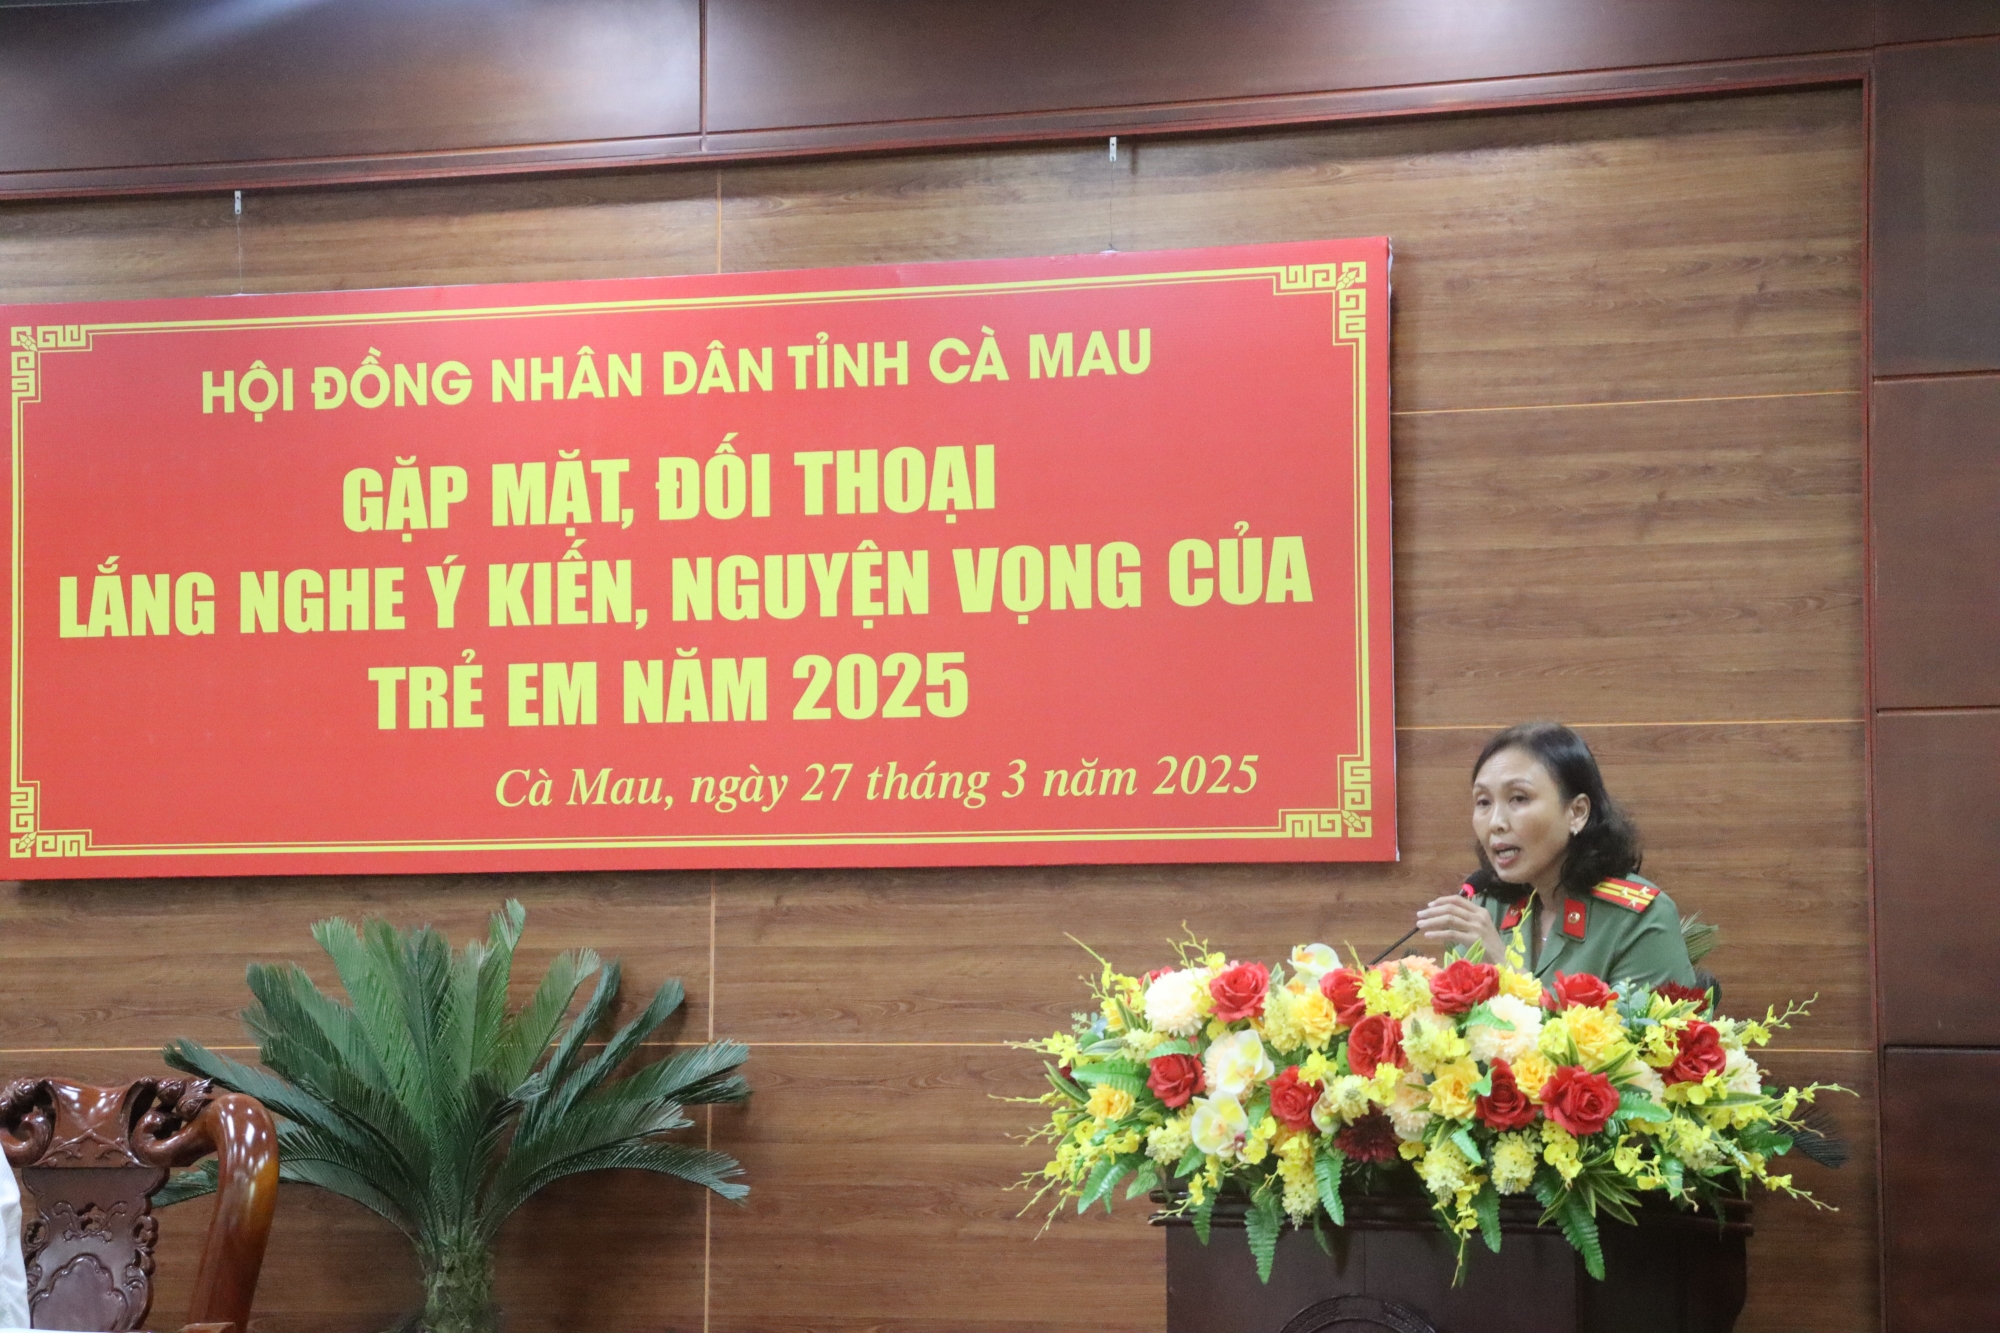 HỘI ĐỒNG NHÂN DÂN TỈNH CÀ MAU
GẶP MẶT, ĐỐI THOẠI
LẮNG NGHE Ý KIẾN, NGUYỆN VỌNG CỦA
TRẺ EM NĂM 2025
Cà Mau, ngày 27 tháng 3 năm 2025